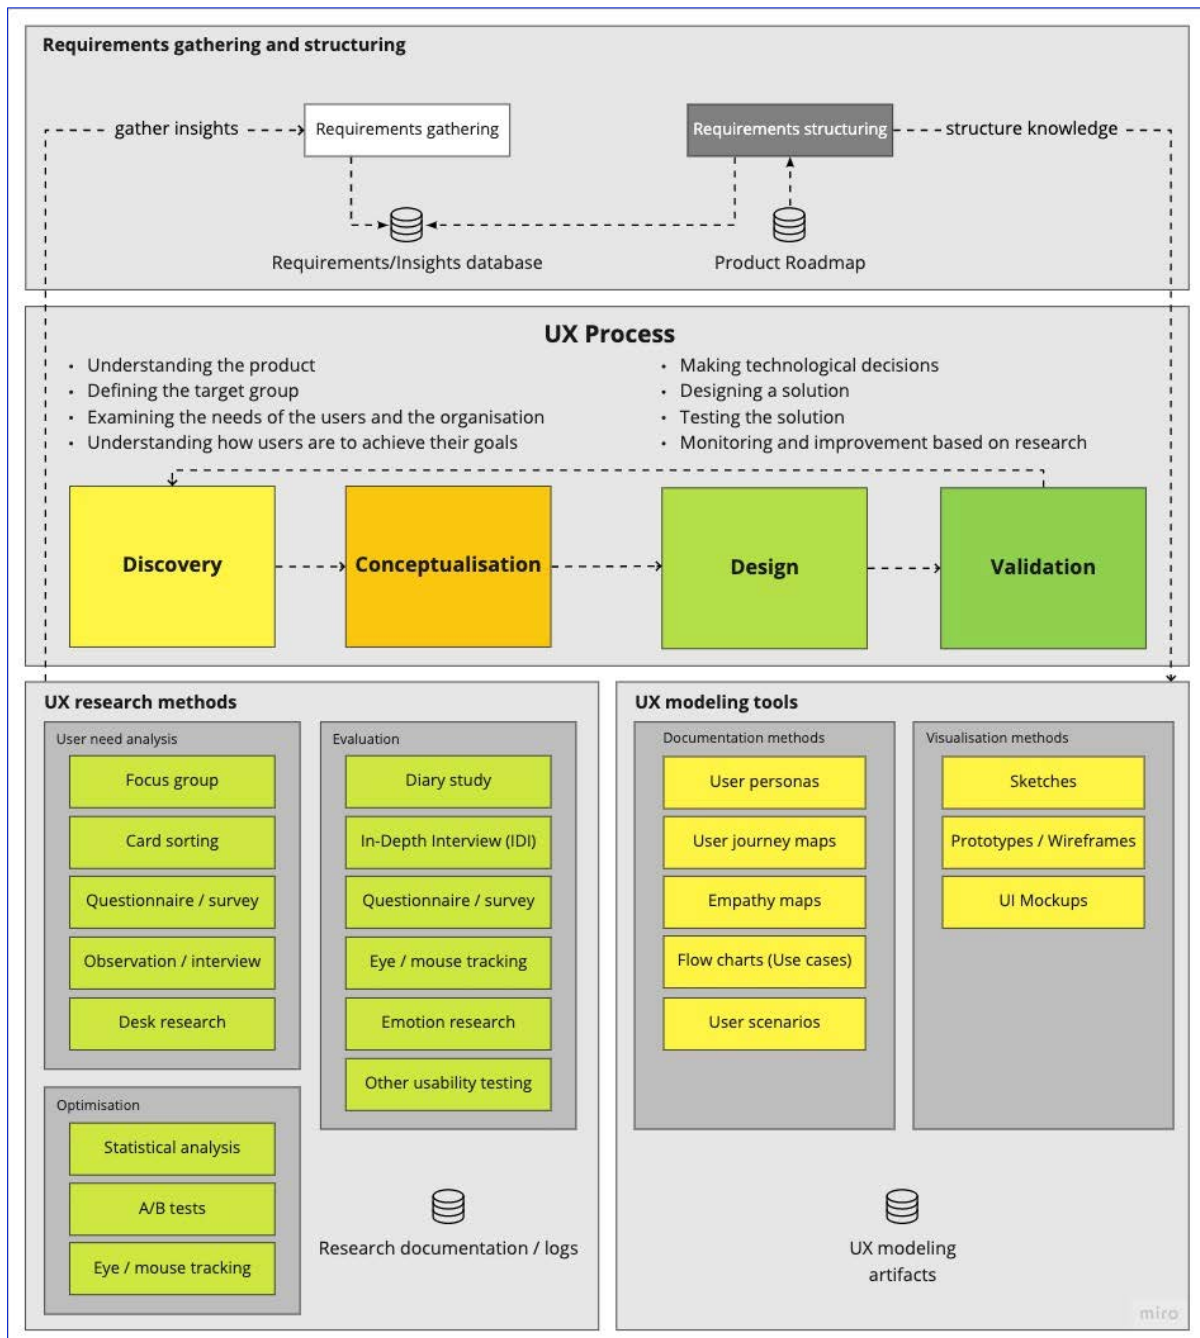 Requirements gathering and structuring
gather insights
Requirements gathering
Requirements structuring
structure knowledge
Requirements/Insights database
Product Roadmap
UX Process
• Understanding the product
• Defining the target group
• Examining the needs of the users and the organisation
• Understanding how users are to achieve their goals
• Making technological decisions
• Designing a solution
• Testing the solution
• Monitoring and improvement based on research
Discovery
Conceptualisation
Design
Validation
UX research methods
User need analysis
Focus group
Card sorting
Questionnaire / survey
Observation / interview
Desk research
Optimisation
Statistical analysis
A/B tests
Eye / mouse tracking
Evaluation
Diary study
In-Depth Interview (IDI)
Questionnaire / survey
Eye / mouse tracking
Emotion research
Other usability testing
Research documentation / logs
UX modeling tools
Documentation methods
User personas
User journey maps
Empathy maps
Flow charts (Use cases)
User scenarios
Visualisation methods
Sketches
Prototypes / Wireframes
UI Mockups
UX modeling
artifacts
miro